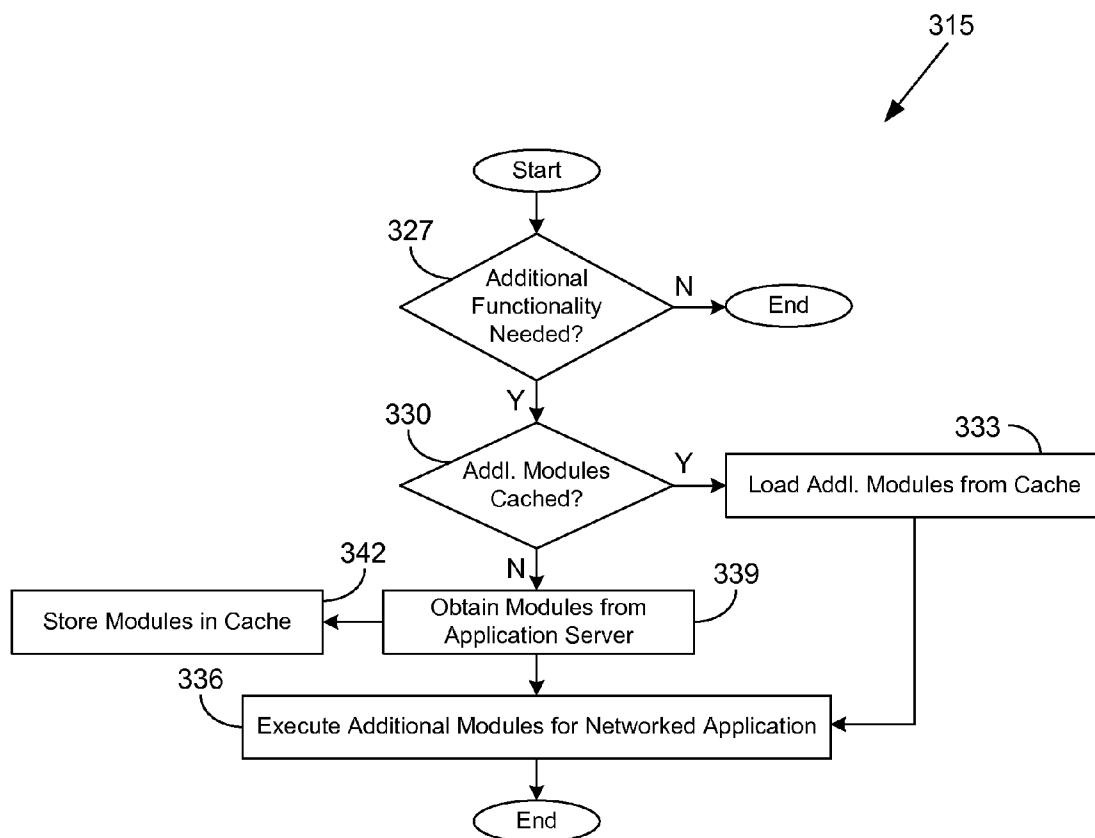 315
Start
327
Additional
Functionality
Needed?
N
End
Y
330
Addl. Modules
Cached?
Y
333
Load Addl. Modules from Cache
N
342
Store Modules in Cache
Obtain Modules from
Application Server
339
336
Execute Additional Modules for Networked Application
End